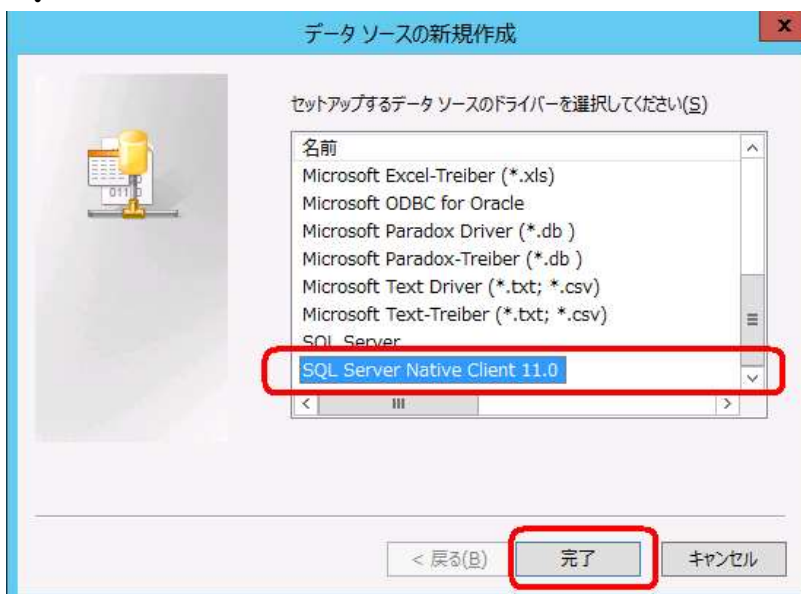 データ ソースの新規作成
x
セットアップするデータ ソースのドライバーを選択してください(S)
名前
Microsoft Excel-Treiber (*.xls)
Microsoft ODBC for Oracle
Microsoft Paradox Driver (*.db )
Microsoft Paradox-Treiber (*.db )
Microsoft Text Driver (*.txt; *.csv)
Microsoft Text-Treiber (*.txt; *.csv)
SQL Server
SQL Server Native Client 11.0
< 戻る(B) 完了 キャンセル